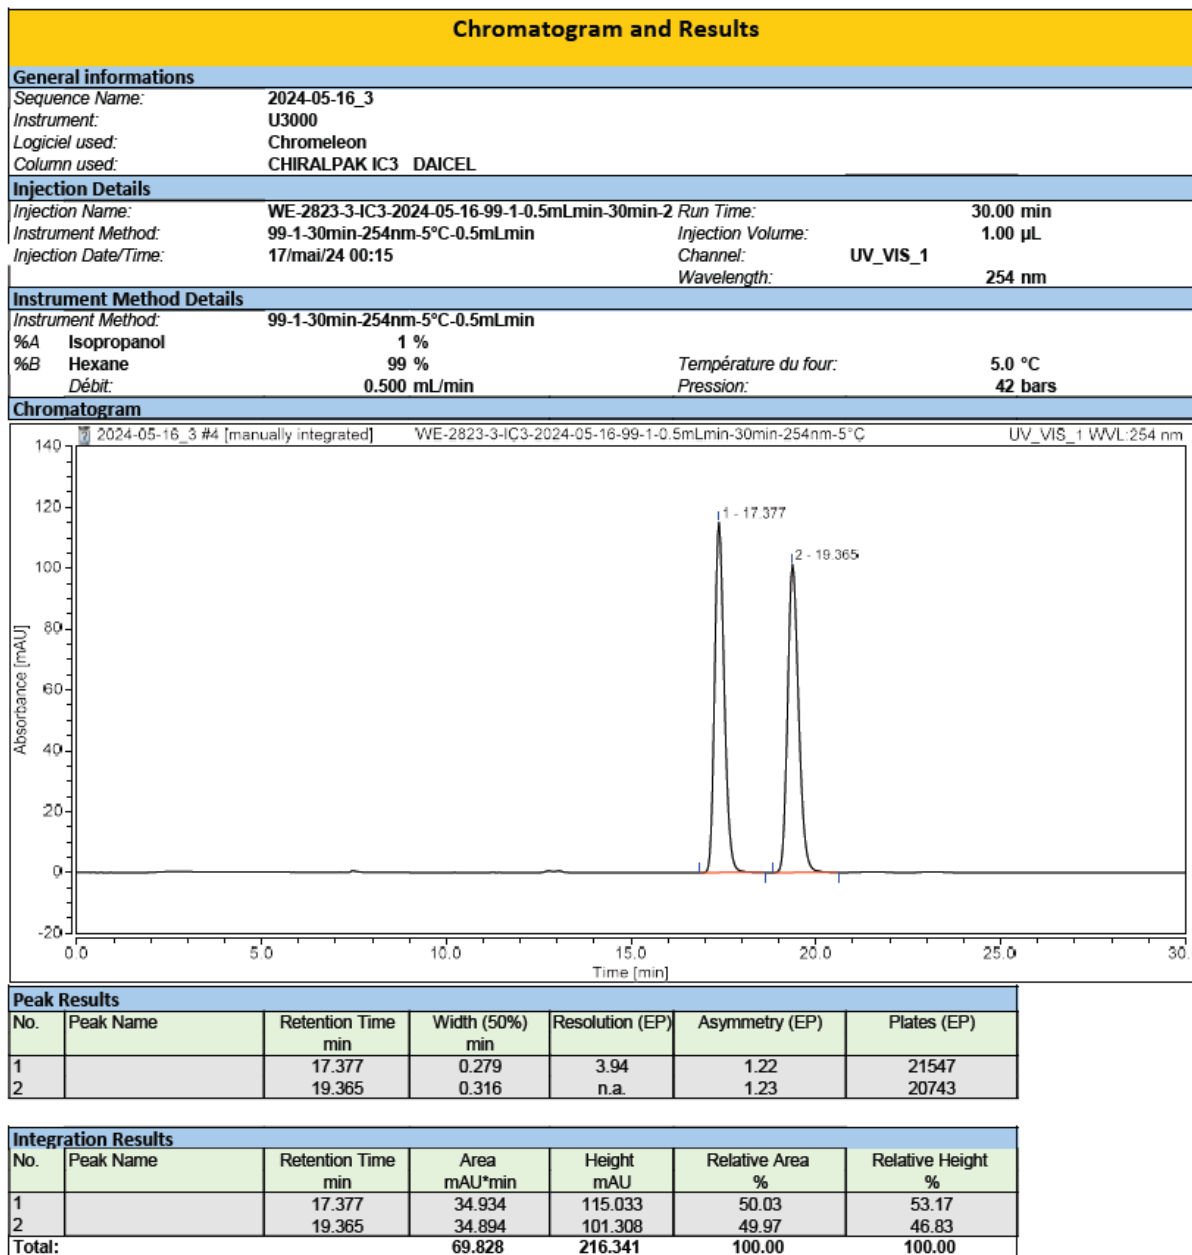 Chromatogram and Results
General informations
Sequence Name: 2024-05-16_3
Instrument: U3000
Logiciel used: Chromeleon
Column used: CHIRALPAK IC3 DAICEL
Injection Details
Injection Name: WE-2823-3-IC3-2024-05-16-99-1-0.5mLmin-30min-2 Run Time: 30.00 min
Instrument Method: 99-1-30min-254nm-5°C-0.5mLmin Injection Volume: 1.00 µL
Injection Date/Time: 17/mai/24 00:15 Channel: UV_VIS_1
Wavelength: 254 nm
Instrument Method Details
Instrument Method: 99-1-30min-254nm-5°C-0.5mLmin
%A Isopropanol 1 %
%B Hexane 99 % Température du four: 5.0 °C
Débit: 0.500 mL/min Pression: 42 bars
Chromatogram
2024-05-16_3 #4 [manually integrated] WE-2823-3-IC3-2024-05-16-99-1-0.5mLmin-30min-254nm-5°C UV_VIS_1 WVL:254 nm
140
120
1 - 17.377
2 - 19.365
100
80
60
40
20
0
-20
Absorbance [mAU]
0.0 5.0 10.0 15.0 20.0 25.0 30.
Time [min]
Peak Results
No. Peak Name Retention Time Width (50%) Resolution (EP) Asymmetry (EP) Plates (EP)
min min
1 17.377 0.279 3.94 1.22 21547
2 19.365 0.316 n.a. 1.23 20743
Integration Results
No. Peak Name Retention Time Area Height Relative Area Relative Height
min mAU*min mAU % %
1 17.377 34.934 115.033 50.03 53.17
2 19.365 34.894 101.308 49.97 46.83
Total: 69.828 216.341 100.00 100.00